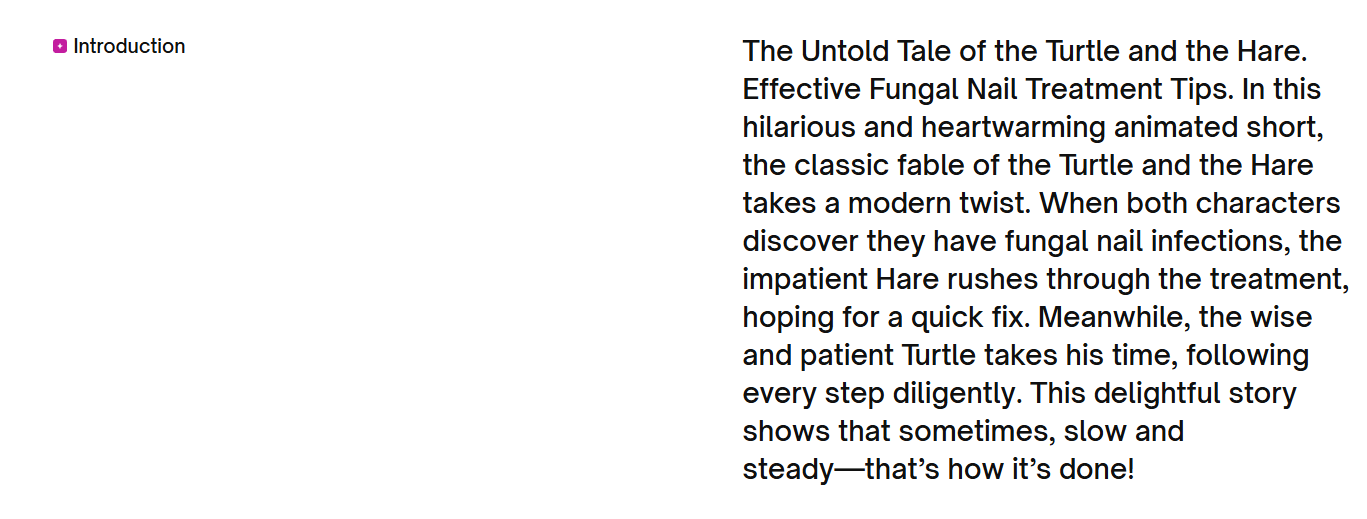 Introduction
The Untold Tale of the Turtle and the Hare.
Effective Fungal Nail Treatment Tips. In this
hilarious and heartwarming animated short,
the classic fable of the Turtle and the Hare
takes a modern twist. When both characters
discover they have fungal nail infections, the
impatient Hare rushes through the treatment,
hoping for a quick fix. Meanwhile, the wise
and patient Turtle takes his time, following
every step diligently. This delightful story
shows that sometimes, slow and
steady—that’s how it’s done!